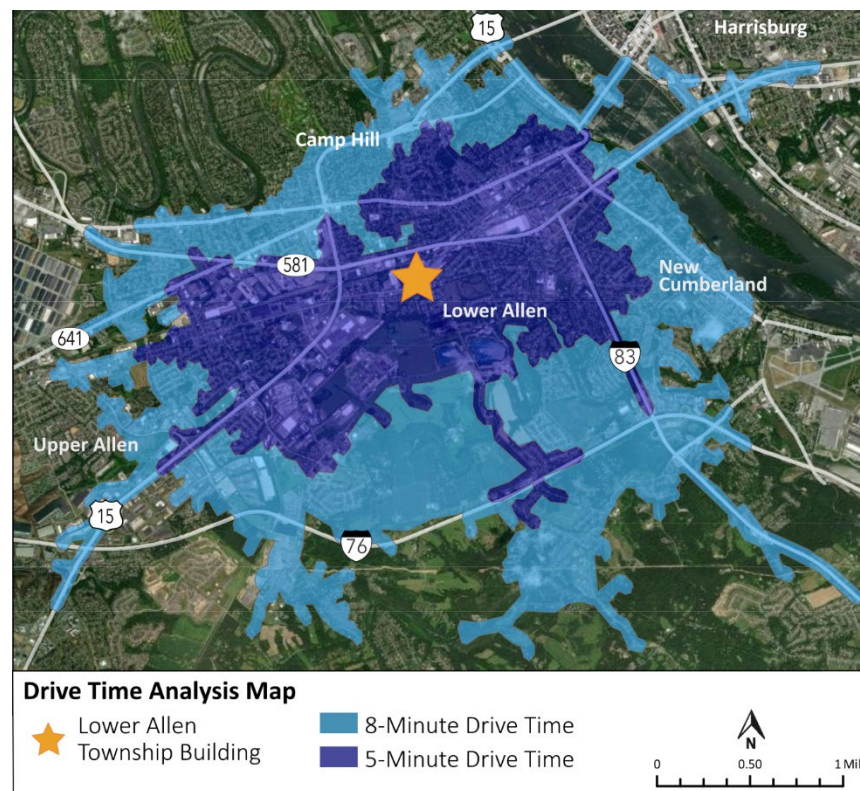 15
Harrisburg
Camp Hill
581
New
Cumberland
Lower Allen
641
83
Upper Allen
15
76
Drive Time Analysis Map
Lower Allen
Township Building
8-Minute Drive Time
5-Minute Drive Time
N
0 0.50 1 Mil